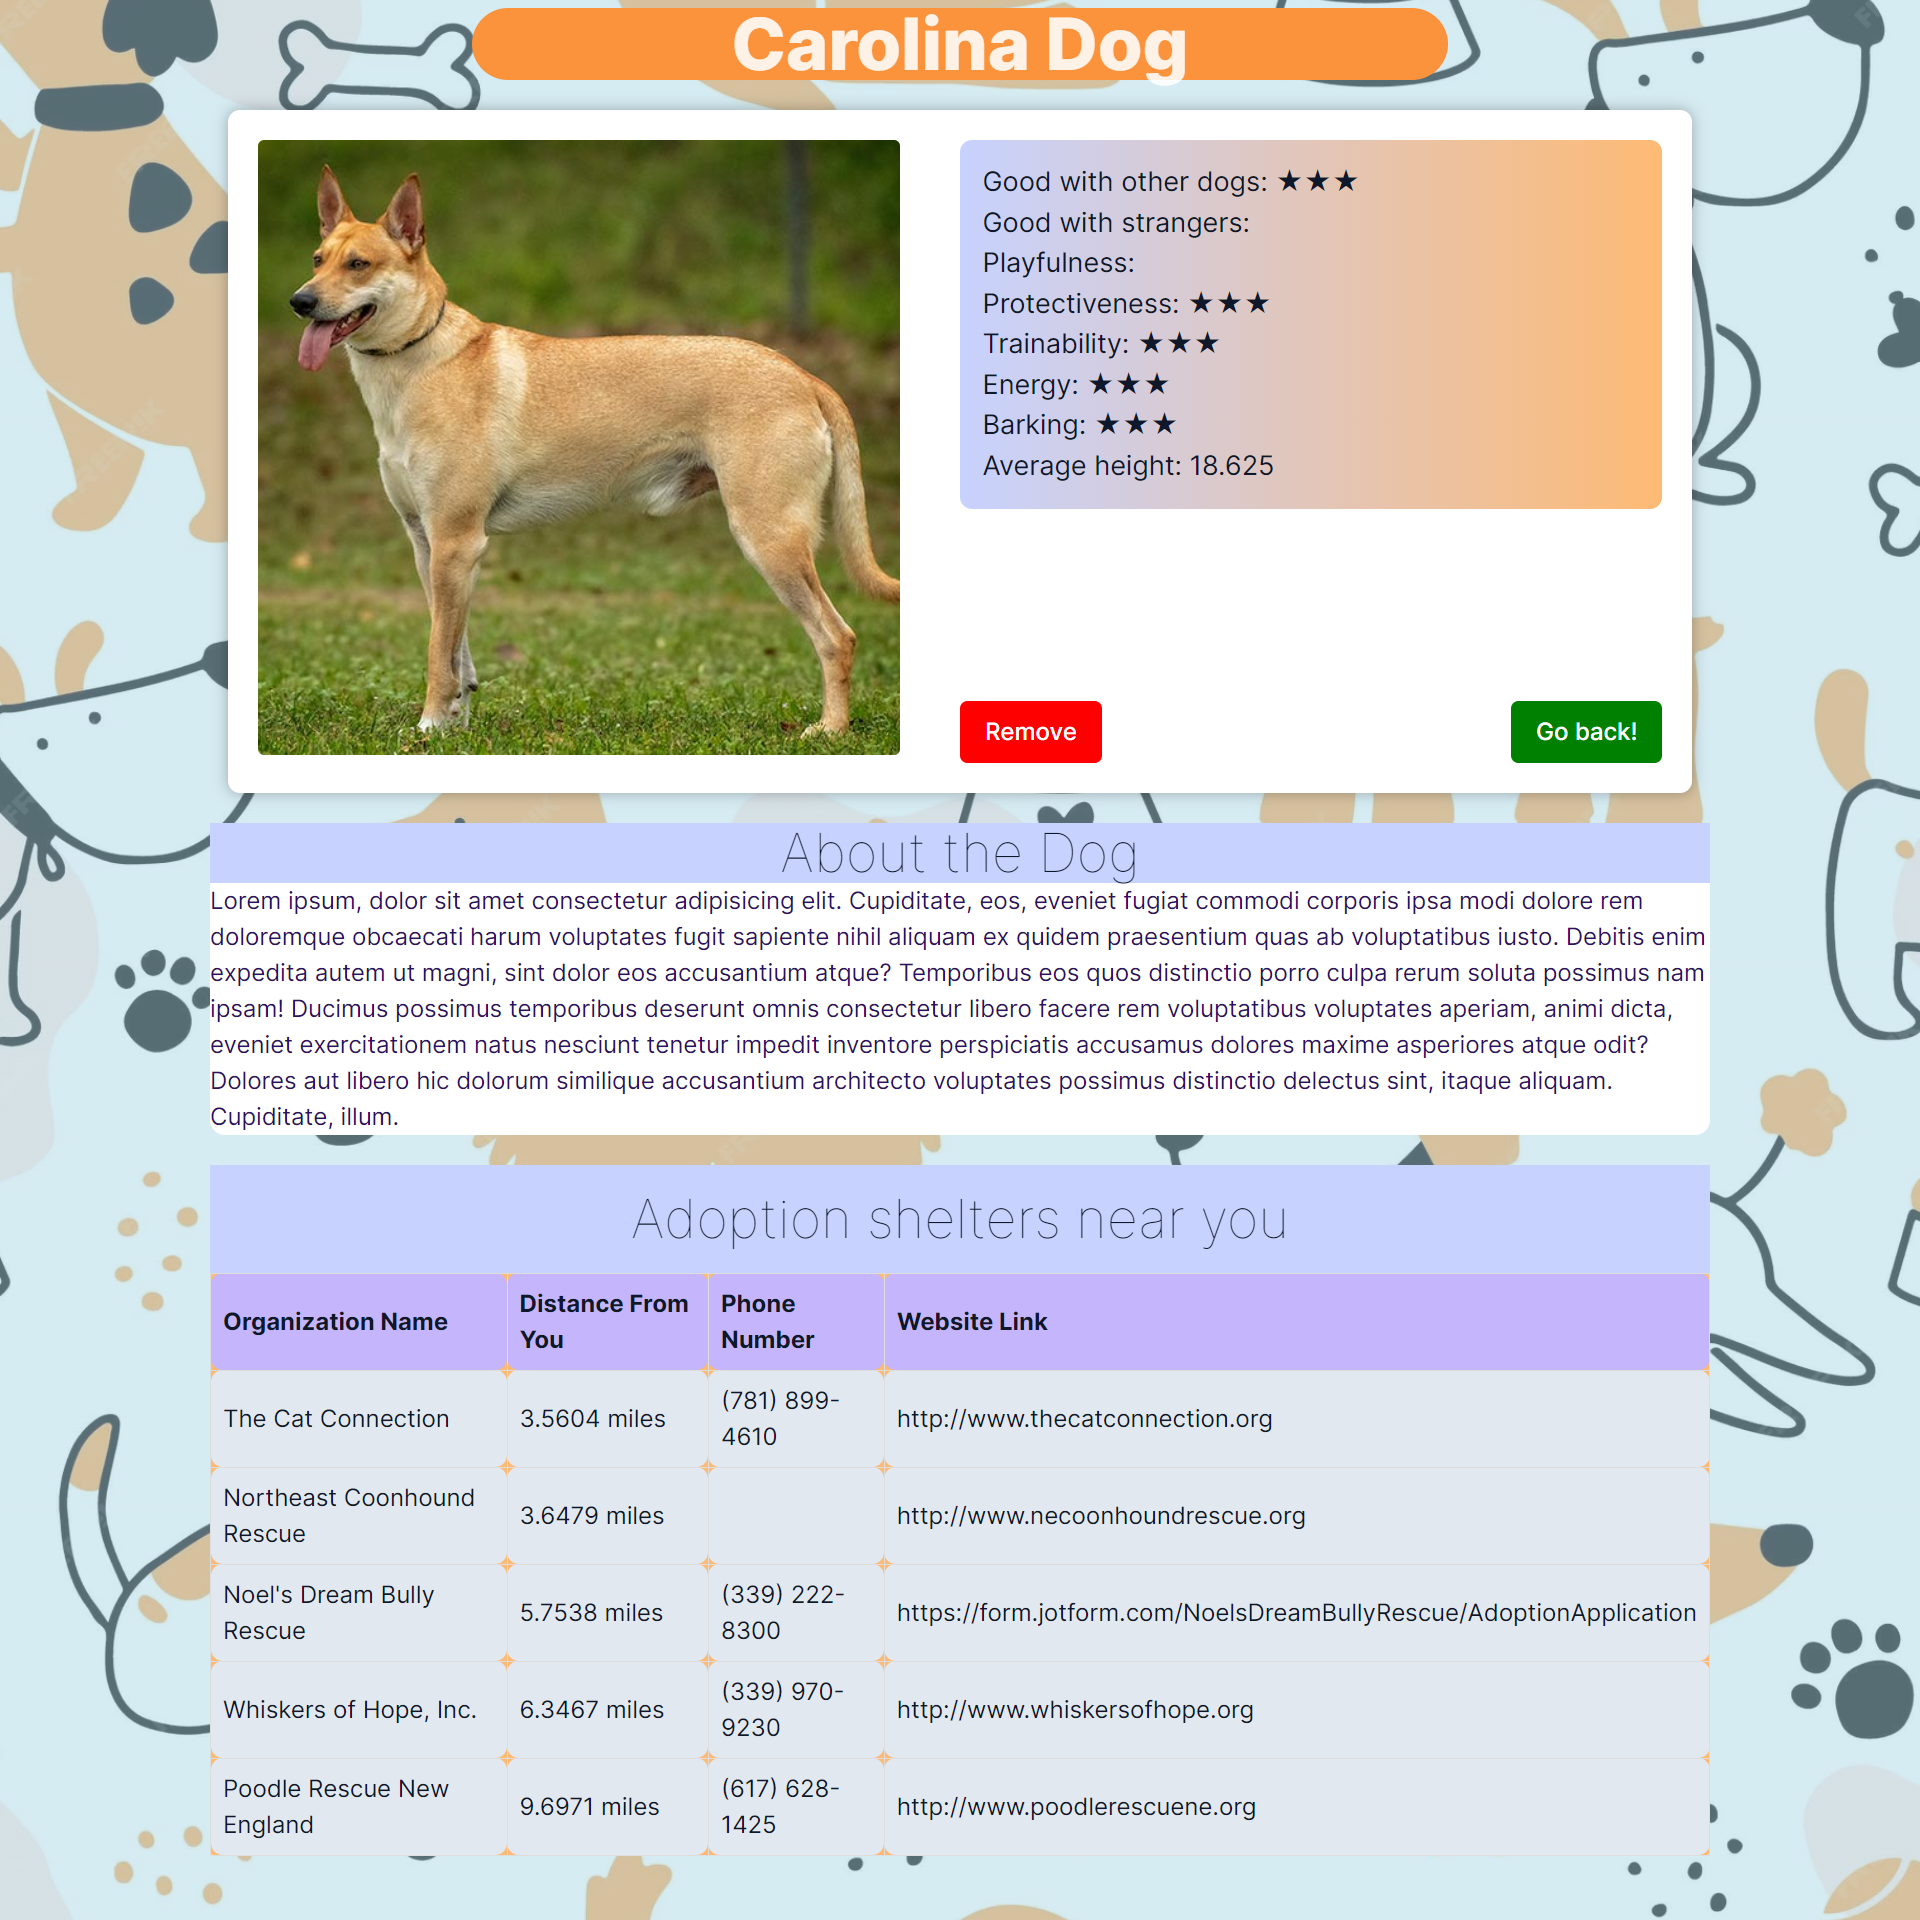 Carolina Dog
Good with other dogs: ★★★
Good with strangers:
Playfulness:
Protectiveness: ★★★
Trainability: ★★★
Energy: ★★★
Barking: ★★★
Average height: 18.625
Remove
Go back!
About the Dog
Lorem ipsum, dolor sit amet consectetur adipisicing elit. Cupiditate, eos, eveniet fugiat commodi corporis ipsa modi dolore rem
doloremque obcaecati harum voluptates fugit sapiente nihil aliquam ex quidem praesentium quas ab voluptatibus iusto. Debitis enim
expedita autem ut magni, sint dolor eos accusantium atque? Temporibus eos quos distinctio porro culpa rerum soluta possimus nam
ipsam! Ducimus possimus temporibus deserunt omnis consectetur libero facere rem voluptatibus voluptates aperiam, animi dicta,
eveniet exercitationem natus nesciunt tenetur impedit inventore perspiciatis accusamus dolores maxime asperiores atque odit?
Dolores aut libero hic dolorum similique accusantium architecto voluptates possimus distinctio delectus sint, itaque aliquam.
Cupiditate, illum.
Adoption shelters near you
Organization Name
Distance From
You
Phone
Number
Website Link
The Cat Connection
3.5604 miles
(781) 899-
4610
http://www.thecatconnection.org
Northeast Coonhound
Rescue
3.6479 miles
http://www.necoonhoundrescue.org
Noel's Dream Bully
Rescue
5.7538 miles
(339) 222-
8300
https://form.jotform.com/NoelsDreamBullyRescue/AdoptionApplication
Whiskers of Hope, Inc.
6.3467 miles
(339) 970-
9230
http://www.whiskersofhope.org
Poodle Rescue New
England
9.6971 miles
(617) 628-
1425
http://www.poodlerescuene.org